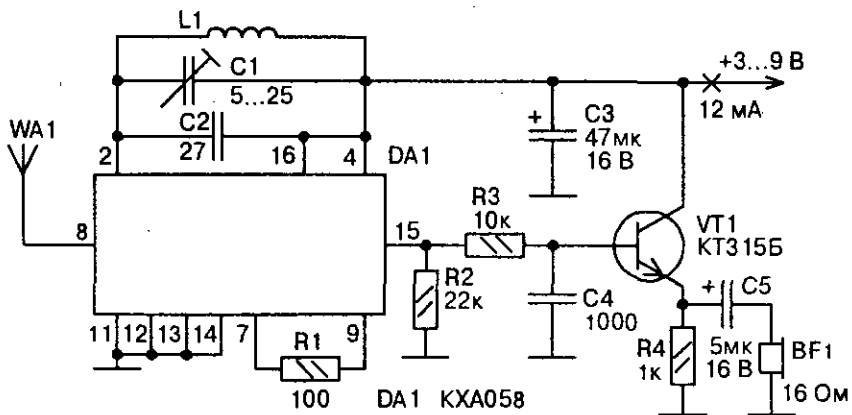 L1
C1
5...25
+3...9 В
12 мА
WA1
C2
27
2
16
4
DA1
C3
47мк
16 В
+
8
15
R3
10к
VT1
КТ315Б
R2
22к
C4
1000
+
C5
11
12
13
14
7
9
R1
100
R4
1к
5мк
16 В
BF1
16 Ом
DA1 КХА058